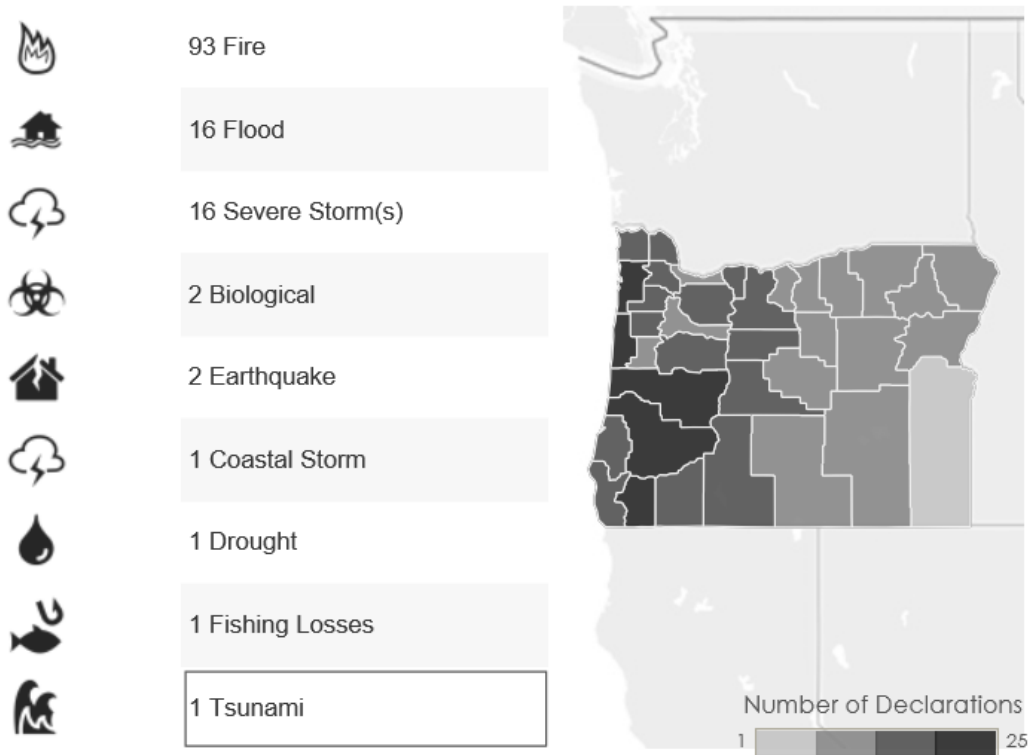 93 Fire
16 Flood
16 Severe Storm(s)
2 Biological
2 Earthquake
1 Coastal Storm
1 Drought
1 Fishing Losses
1 Tsunami
Number of Declarations
1 25